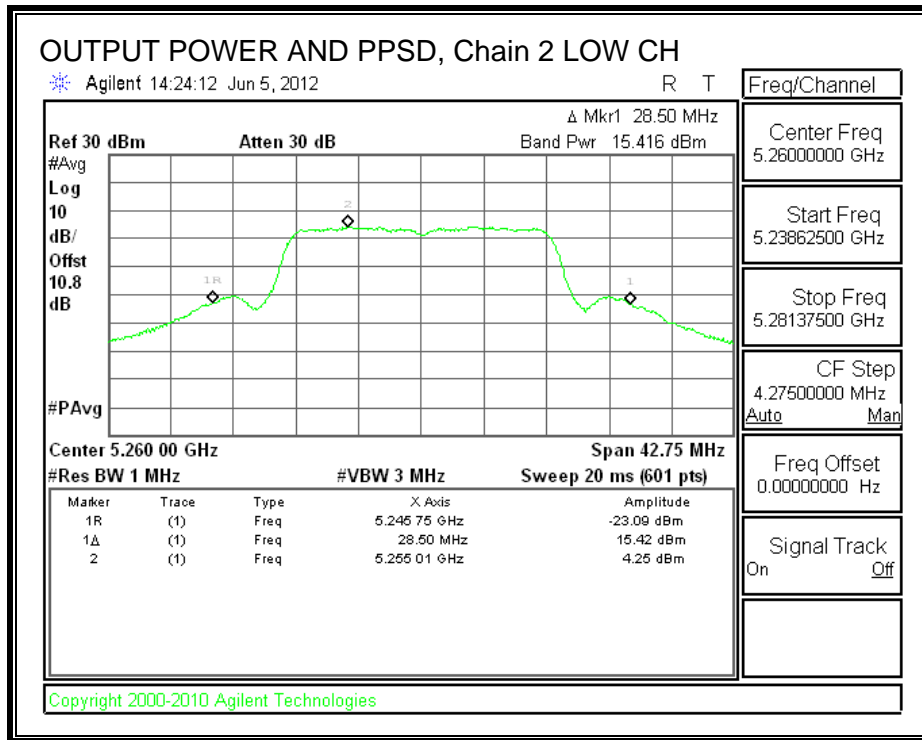 OUTPUT POWER AND PPSD, Chain 2 LOW CH
Agilent 14:24:12 Jun 5, 2012 R T
Δ Mkr1 28.50 MHz
Ref 30 dBm Atten 30 dB Band Pwr 15.416 dBm
#Avg
Log
10
dB/
Offst
10.8
dB
#PAvg
2
1R
1
Center 5.260 00 GHz Span 42.75 MHz
#Res BW 1 MHz #VBW 3 MHz Sweep 20 ms (601 pts)
Marker Trace Type X Axis Amplitude
1R (1) Freq 5.245 75 GHz -23.09 dBm
1Δ (1) Freq 28.50 MHz 15.42 dBm
2 (1) Freq 5.255 01 GHz 4.25 dBm
Copyright 2000-2010 Agilent Technologies
Freq/Channel
Center Freq
5.26000000 GHz
Start Freq
5.23862500 GHz
Stop Freq
5.28137500 GHz
CF Step
4.27500000 MHz
Auto Man
Freq Offset
0.00000000 Hz
Signal Track
On Off